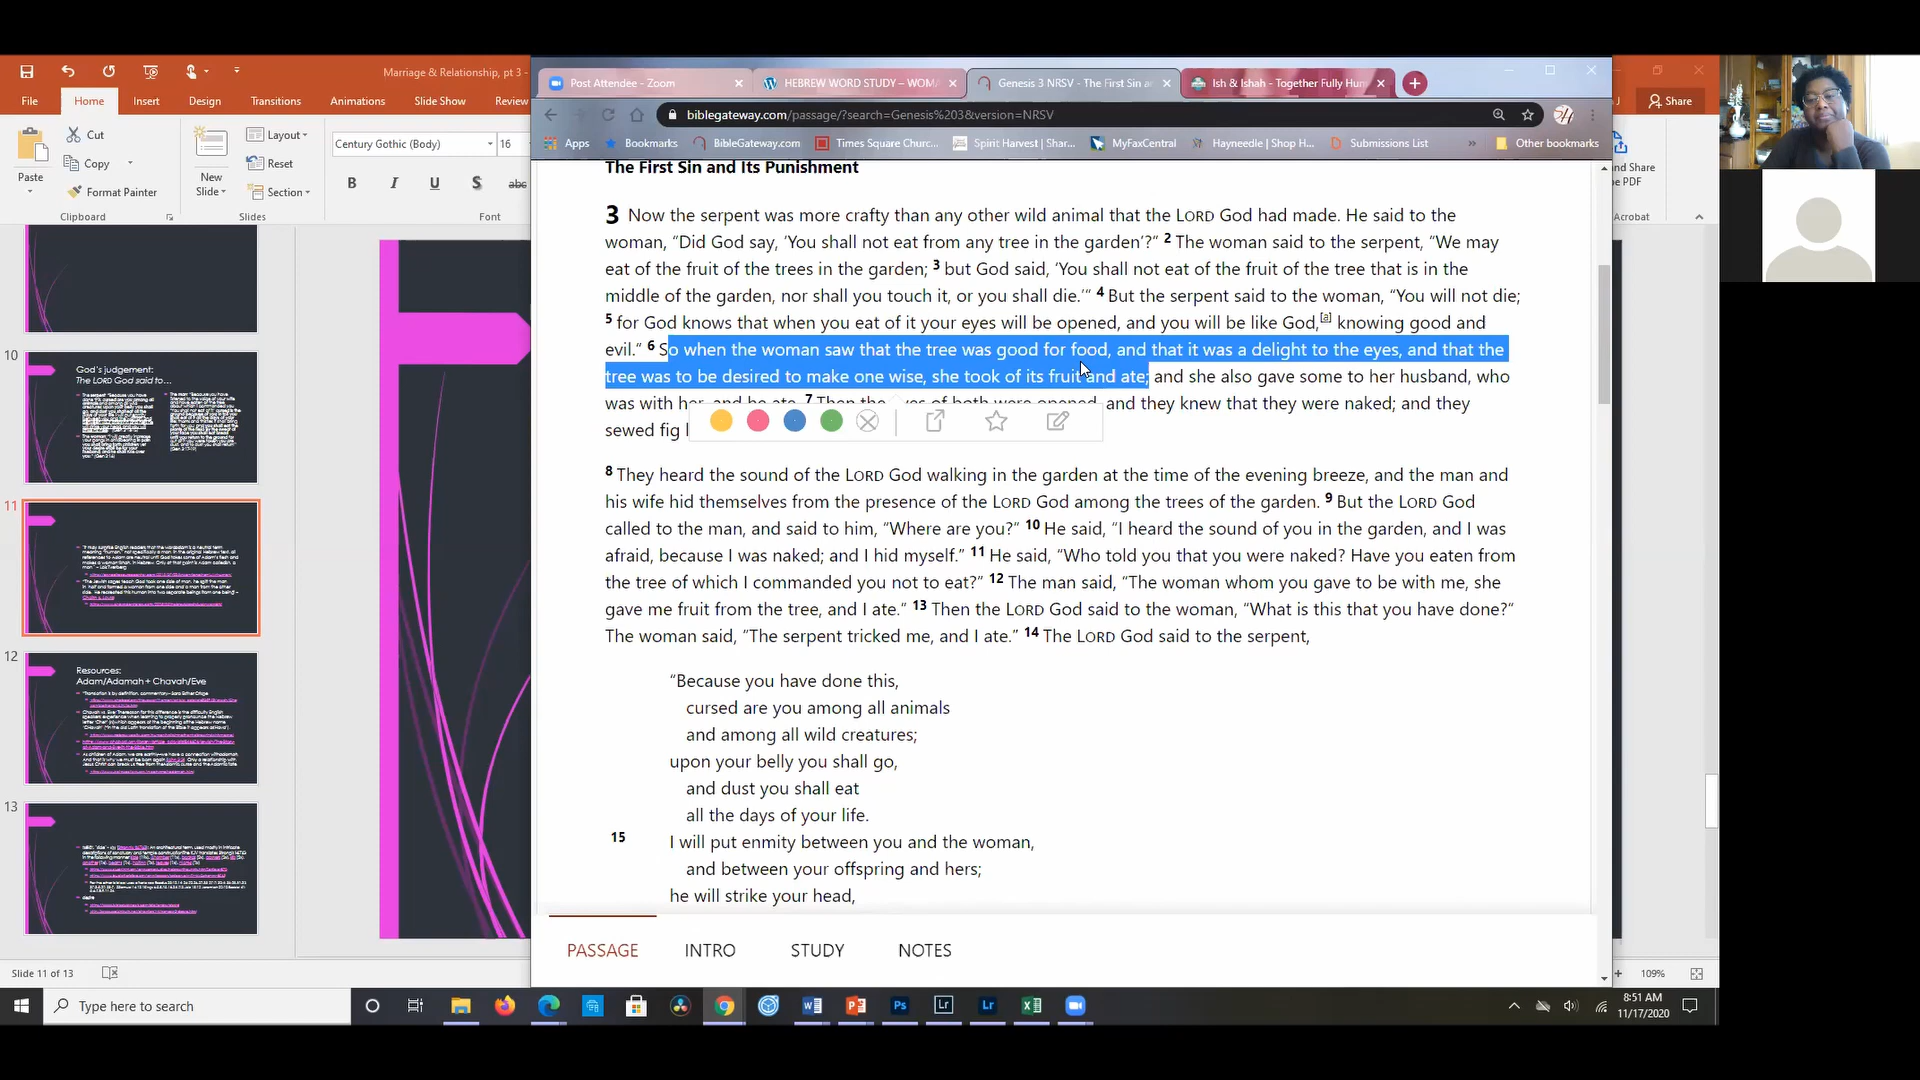 Marriage & Relationship, pt 3 -
File
Home
Insert
Design
Transitions
Animations
Slide Show
Review
Share
Paste
Cut
Copy
Format Painter
Clipboard
New
Slide
Layout
Reset
Section
Slides
Century Gothic (Body)
16
B I U S abc
Font
and Share
PDF
Acrobat
Post Attendee - Zoom
HEBREW WORD STUDY – WOMA
Genesis 3 NRSV - The First Sin an
Ish & Ishah - Together Fully Hum
biblegateway.com/passage/?search=Genesis%203&version=NRSV
Apps
Bookmarks
BibleGateway.com
Times Square Churc...
Spirit Harvest | Shar...
MyFaxCentral
Hayneedle | Shop H...
Submissions List
»
Other bookmarks
The First Sin and Its Punishment
3 Now the serpent was more crafty than any other wild animal that the LORD God had made. He said to the
woman, “Did God say, ‘You shall not eat from any tree in the garden’?” 2 The woman said to the serpent, “We may
eat of the fruit of the trees in the garden; 3 but God said, ‘You shall not eat of the fruit of the tree that is in the
middle of the garden, nor shall you touch it, or you shall die.’” 4 But the serpent said to the woman, “You will not die;
5 for God knows that when you eat of it your eyes will be opened, and you will be like God,[a] knowing good and
evil.” 6 So when the woman saw that the tree was good for food, and that it was a delight to the eyes, and that the
tree was to be desired to make one wise, she took of its fruit and ate; and she also gave some to her husband, who
was with her, and he ate. 7 Then the eyes of both were opened, and they knew that they were naked; and they
sewed fig
8 They heard the sound of the LORD God walking in the garden at the time of the evening breeze, and the man and
his wife hid themselves from the presence of the LORD God among the trees of the garden. 9 But the LORD God
called to the man, and said to him, “Where are you?” 10 He said, “I heard the sound of you in the garden, and I was
afraid, because I was naked; and I hid myself.” 11 He said, “Who told you that you were naked? Have you eaten from
the tree of which I commanded you not to eat?” 12 The man said, “The woman whom you gave to be with me, she
gave me fruit from the tree, and I ate.” 13 Then the LORD God said to the woman, “What is this that you have done?”
The woman said, “The serpent tricked me, and I ate.” 14 The LORD God said to the serpent,
“Because you have done this,
cursed are you among all animals
and among all wild creatures;
upon your belly you shall go,
and dust you shall eat
all the days of your life.
15 I will put enmity between you and the woman,
and between your offspring and hers;
he will strike your head,
PASSAGE
INTRO
STUDY
NOTES
10
God's judgement:
The LORD God said to...
11
12
Resources:
Adam/Adamah + Chavah/Eve
13
Slide 11 of 13
109%
Type here to search
8:51 AM
11/17/2020